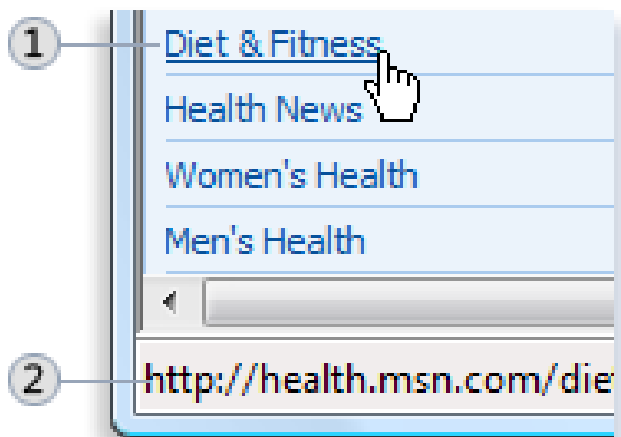 1 Diet & Fitness
Health News
Women's Health
Men's Health
2 http://health.msn.com/die